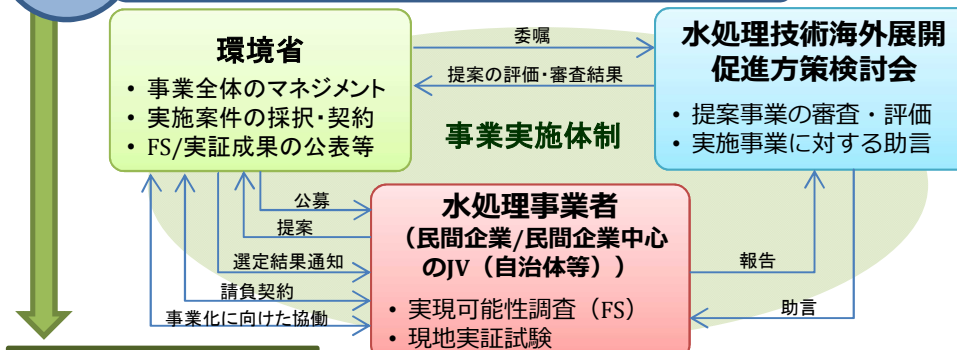 環境省
• 事業全体のマネジメント
• 実施案件の採択・契約
• FS/実証成果の公表等
委嘱
提案の評価・審査結果
水処理技術海外展開
促進方策検討会
• 提案事業の審査・評価
• 実施事業に対する助言
事業実施体制
公募
提案
選定結果通知
請負契約
事業化に向けた協働
水処理事業者
（民間企業/民間企業中心
のJV（自治体等））
• 実現可能性調査（FS）
• 現地実証試験
報告
助言